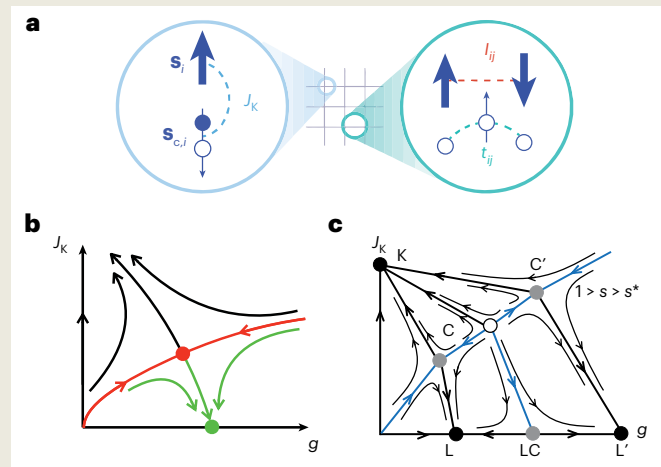 a
S_i
J_K
S_c,i
I_ij
t_ij
b
J_K
g
c
J_K
K
C′
1 > s > s*
C
g
L
LC
L′